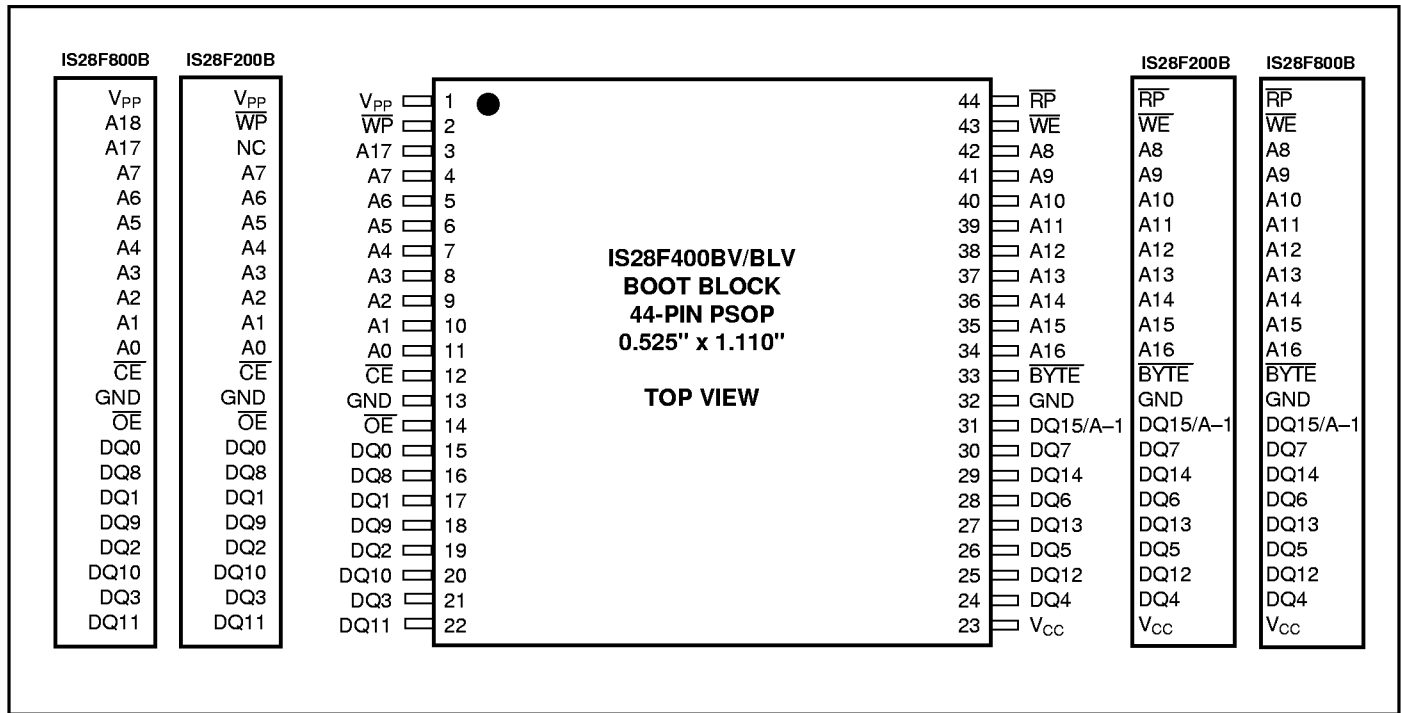 IS28F800B IS28F200B IS28F200B IS28F800B
VPP VPP VPP 1 44 RP RP RP
A18 WP WP 2 43 WE WE WE
A17 NC A17 3 42 A8 A8 A8
A7 A7 A7 4 41 A9 A9 A9
A6 A6 A6 5 40 A10 A10 A10
A5 A5 A5 6 39 A11 A11 A11
A4 A4 A4 7 38 A12 A12 A12
A3 A3 A3 8 37 A13 A13 A13
A2 A2 A2 9 36 A14 A14 A14
A1 A1 A1 10 35 A15 A15 A15
A0 A0 A0 11 34 A16 A16 A16
CE CE CE 12 33 BYTE BYTE BYTE
GND GND GND 13 32 GND GND GND
OE OE OE 14 31 DQ15/A–1 DQ15/A–1 DQ15/A–1
DQ0 DQ0 DQ0 15 30 DQ7 DQ7 DQ7
DQ8 DQ8 DQ8 16 29 DQ14 DQ14 DQ14
DQ1 DQ1 DQ1 17 28 DQ6 DQ6 DQ6
DQ9 DQ9 DQ9 18 27 DQ13 DQ13 DQ13
DQ2 DQ2 DQ2 19 26 DQ5 DQ5 DQ5
DQ10 DQ10 DQ10 20 25 DQ12 DQ12 DQ12
DQ3 DQ3 DQ3 21 24 DQ4 DQ4 DQ4
DQ11 DQ11 DQ11 22 23 VCC VCC VCC
IS28F400BV/BLV
BOOT BLOCK
44-PIN PSOP
0.525" x 1.110"
TOP VIEW